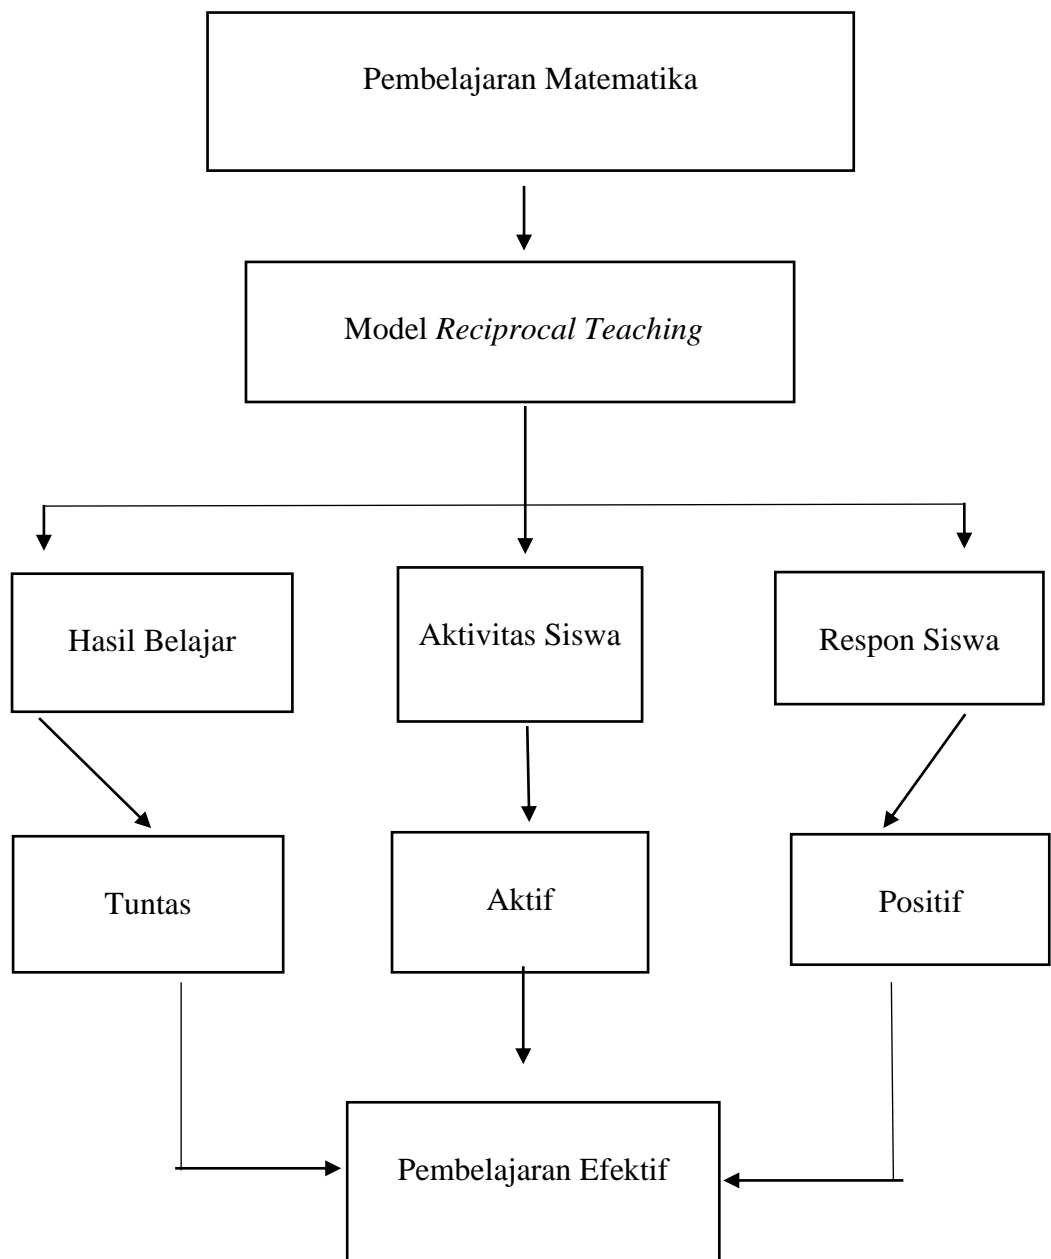 Pembelajaran Matematika
Model Reciprocal Teaching
Hasil Belajar
Aktivitas Siswa
Respon Siswa
Tuntas
Aktif
Positif
Pembelajaran Efektif